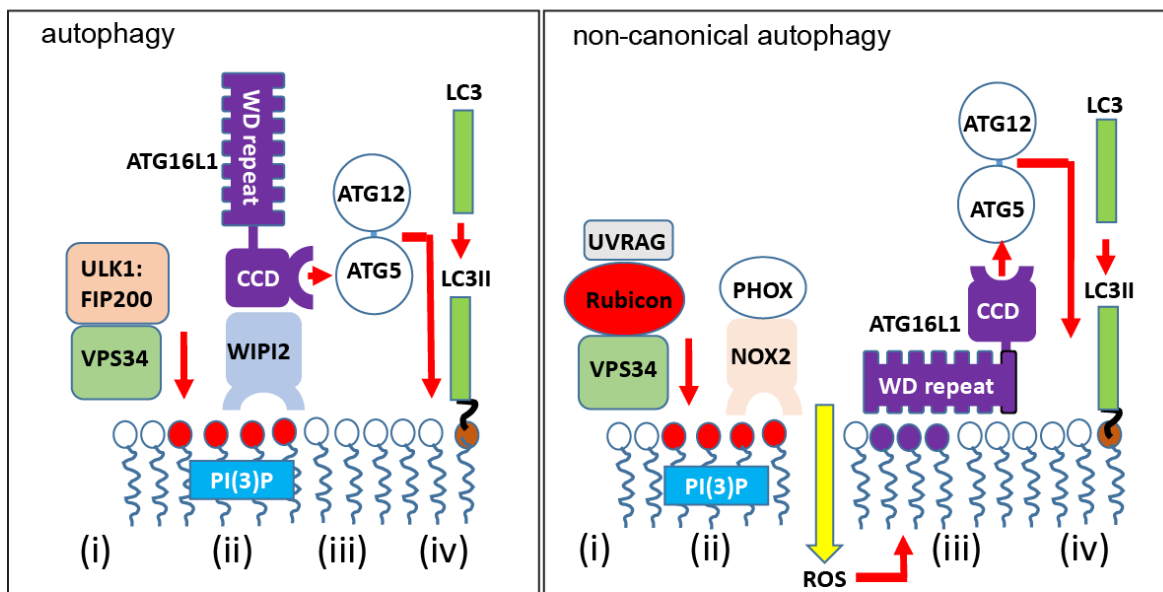 autophagy
WD repeat
LC3
ATG16L1
ATG12
ULK1:
FIP200
CCD
ATG5
LC3II
VPS34
WIPI2
PI(3)P
(i)
(ii)
(iii)
(iv)
non-canonical autophagy
LC3
ATG12
ATG5
UVRAG
Rubicon
PHOX
CCD
LC3II
ATG16L1
VPS34
NOX2
WD repeat
PI(3)P
(i)
(ii)
(iii)
(iv)
ROS